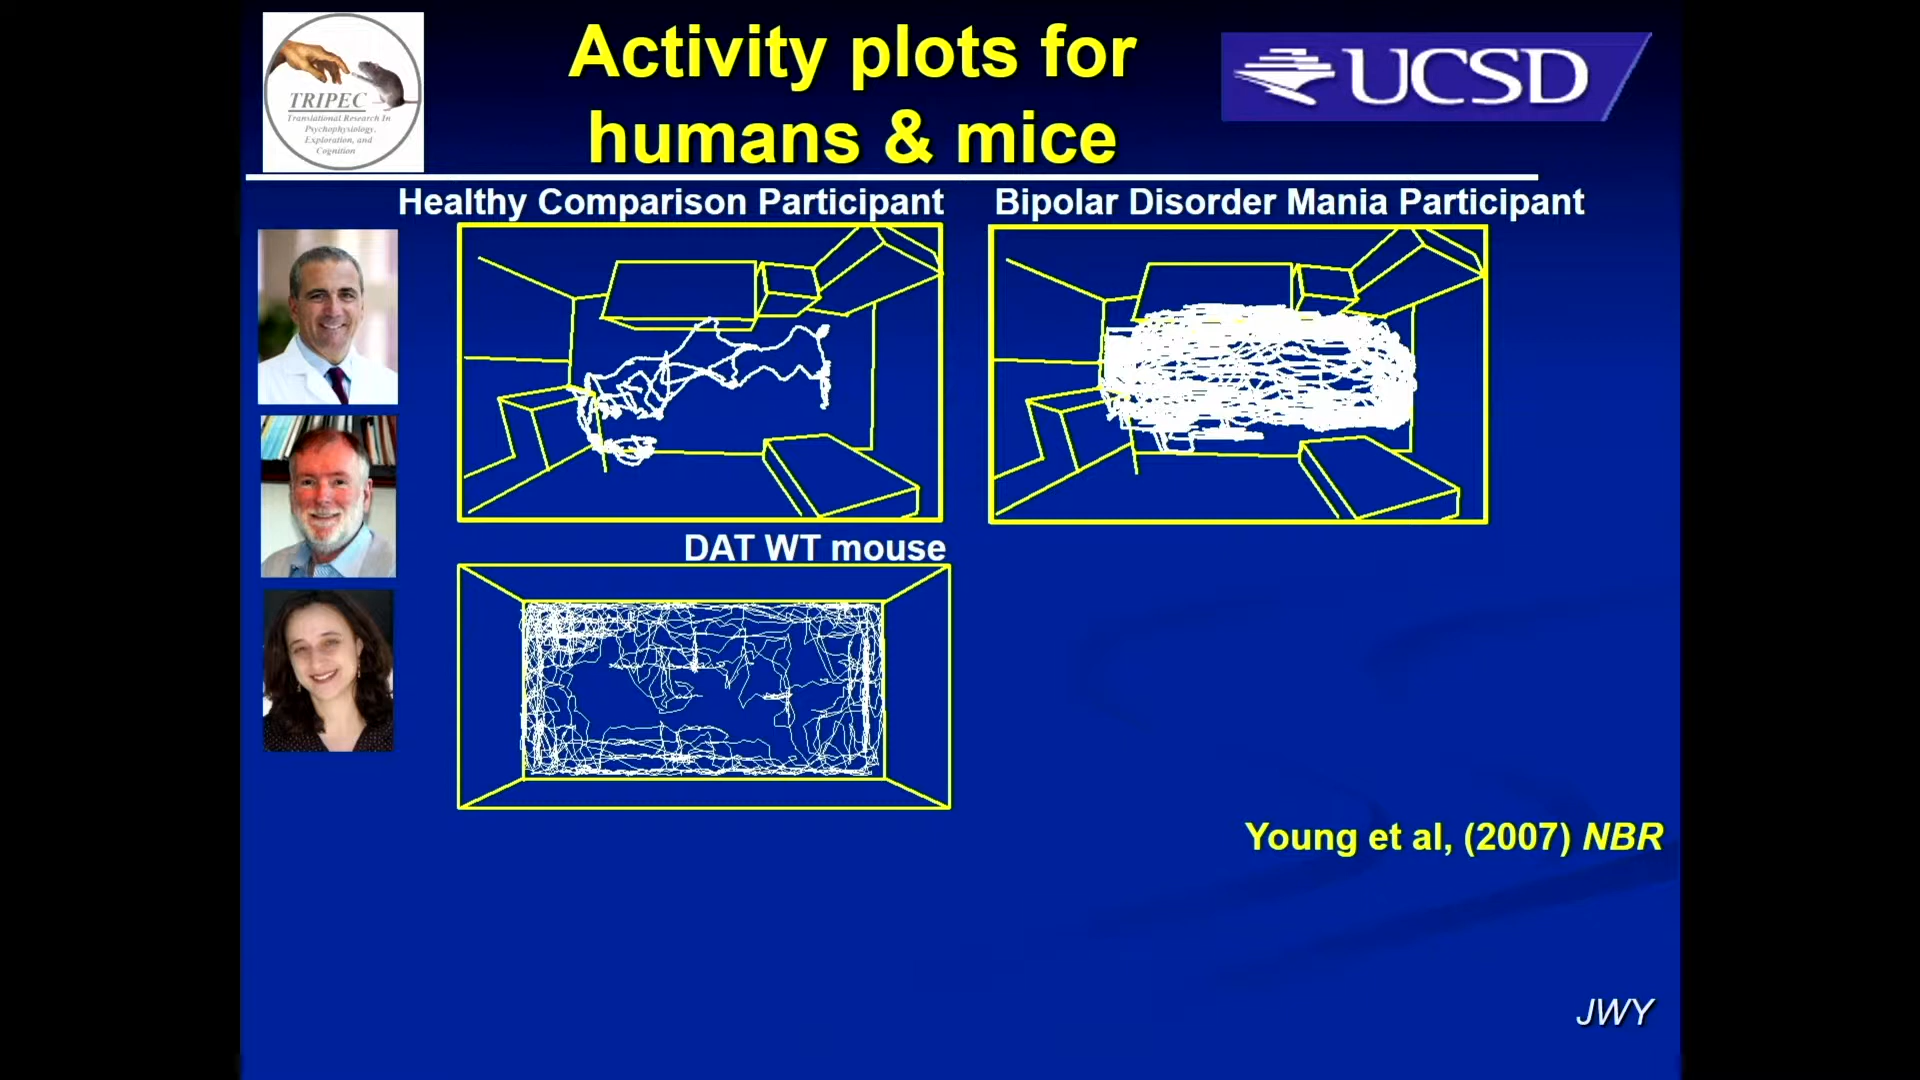 Activity plots for
humans & mice
TRIPEC
Translational Research In
Psychophysiology,
Exploration, and
Cognition
UCSD
Healthy Comparison Participant
Bipolar Disorder Mania Participant
DAT WT mouse
Young et al, (2007) NBR
JWY